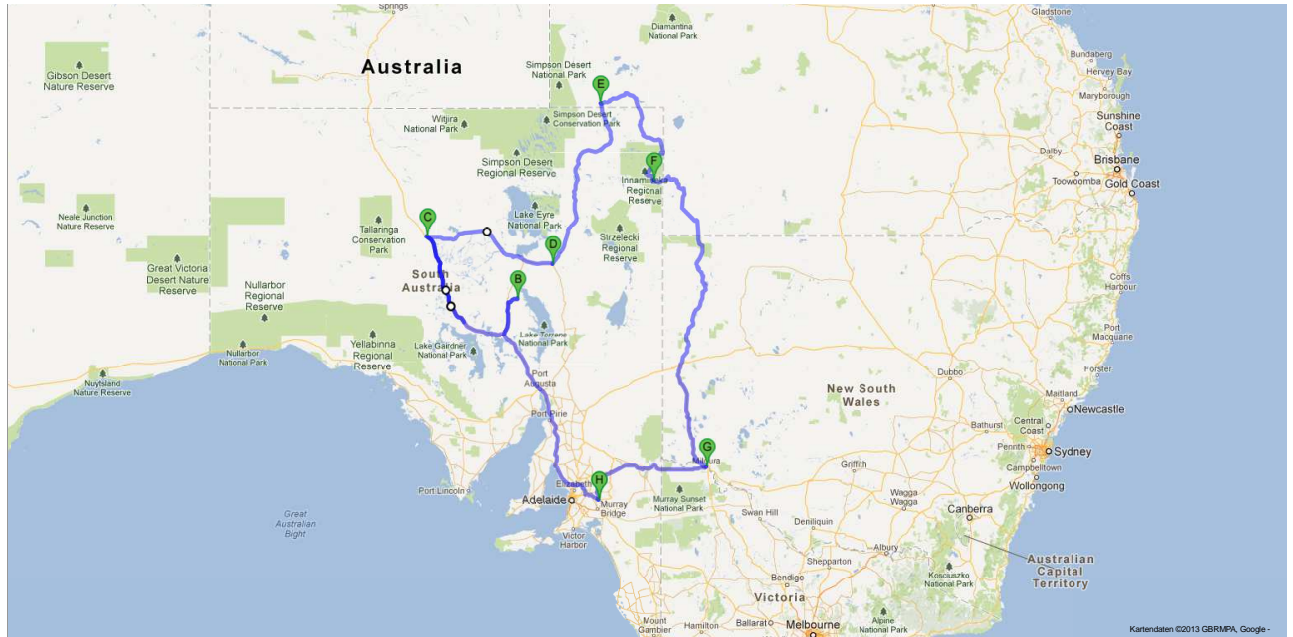 Springs
Diamantina
National Park
Gladstone
Australia
Gibson Desert
Nature Reserve
Simpson Desert
National Park
Bundaberg
Hervey Bay
Maryborough
E
Witjira
National Park
Simpson Desert
Conservation Park
Sunshine
Coast
Simpson Desert
Regional Reserve
F
Innamincka
Regional
Reserve
Dalby
Brisbane
Toowoomba
Gold Coast
Neale Junction
Nature Reserve
Tallaringa
Conservation
Park
C
Lake Eyre
National Park
Strzelecki
Regional
Reserve
Great Victoria
Desert Nature
Reserve
D
South
Australia
B
Coffs
Harbour
Nullarbor
Regional
Reserve
Yellabinna
Regional
Reserve
Lake Gairdner
National Park
Lake Torrens
National Park
Port
Macquarie
Nullarbor
National Park
Nuytsland
Nature Reserve
Port
Augusta
Dubbo
Forster
New South
Wales
Maitland
Newcastle
Port Pirie
Central
Coast
Bathurst
Penrith
Sydney
G
Mildura
Griffith
Campbelltown
Wollongong
Port Lincoln
Elizabeth
H
Adelaide
Murray
Bridge
Murray Sunset
National Park
Wagga
Wagga
Canberra
Great
Australian
Bight
Victor
Harbor
Swan Hill
Deniliquin
Albury
Australian
Capital
Territory
Shepparton
Kosciuszko
National Park
Bendigo
Victoria
Mount
Gambier
Hamilton
Ballarat
Melbourne
Alpine
National Park
Kartendaten ©2013 GBRMPA, Google -